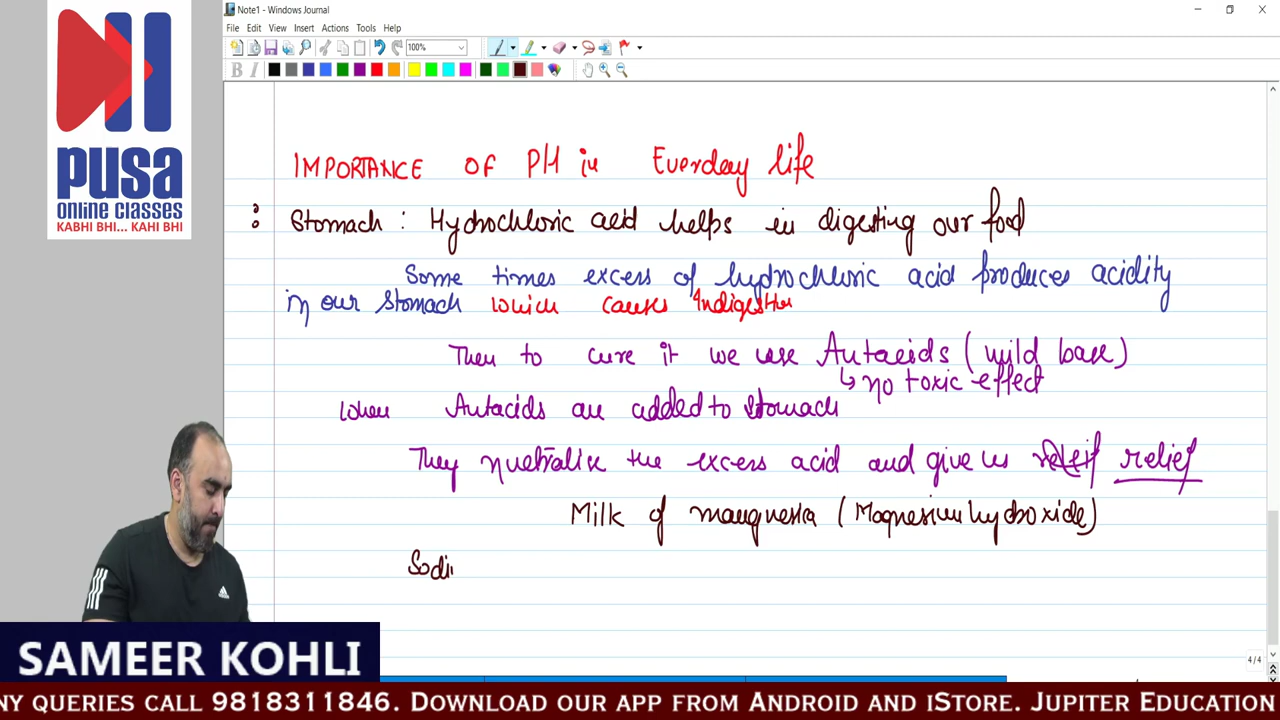 Note1 - Windows Journal
File Edit View Insert Actions Tools Help
100%
B I
PUSA
ONLINE CLASSES
KABHI BHI... KAHI BHI
IMPORTANCE OF PH in Everday life
: Stomach : Hydrochloric acid helps in digesting our food
Some times excess of hydrochloric acid produces acidity
in our stomach which causes Indigestion
Then to cure it we use Antacids (mild base)
↳ no toxic effect
When Antacids are added to stomach
They nuetralise the excess acid and give us relief
Milk of mangnesia (Magnesium hydroxide)
Sodi
4/4
SAMEER KOHLI
NY QUERIES CALL 9818311846. DOWNLOAD OUR APP FROM ANDROID AND ISTORE. JUPITER EDUCATION